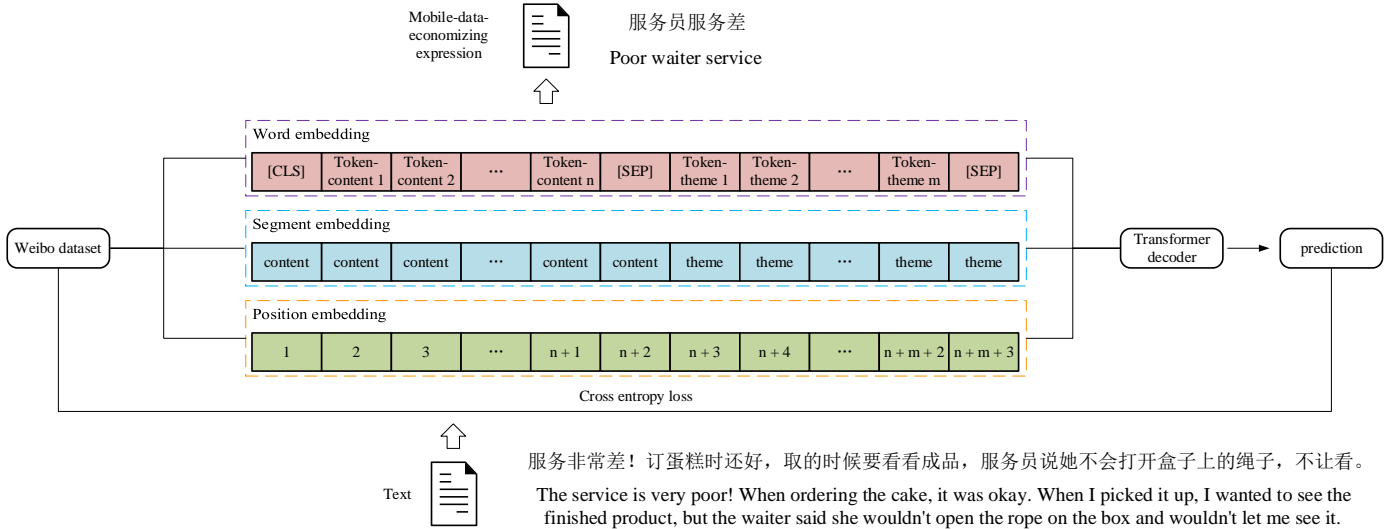 Mobile-data-
economizing
expression
服务员服务差
Poor waiter service
Word embedding
[CLS] Token-content 1 Token-content 2 ··· Token-content n [SEP] Token-theme 1 Token-theme 2 ··· Token-theme m [SEP]
Segment embedding
content content content ··· content content theme theme ··· theme theme
Weibo dataset
Transformer
decoder
prediction
Position embedding
1 2 3 ··· n + 1 n + 2 n + 3 n + 4 ··· n + m + 2 n + m + 3
Cross entropy loss
Text
服务非常差！订蛋糕时还好，取的时候要看看成品，服务员说她不会打开盒子上的绳子，不让看。
The service is very poor! When ordering the cake, it was okay. When I picked it up, I wanted to see the
finished product, but the waiter said she wouldn't open the rope on the box and wouldn't let me see it.